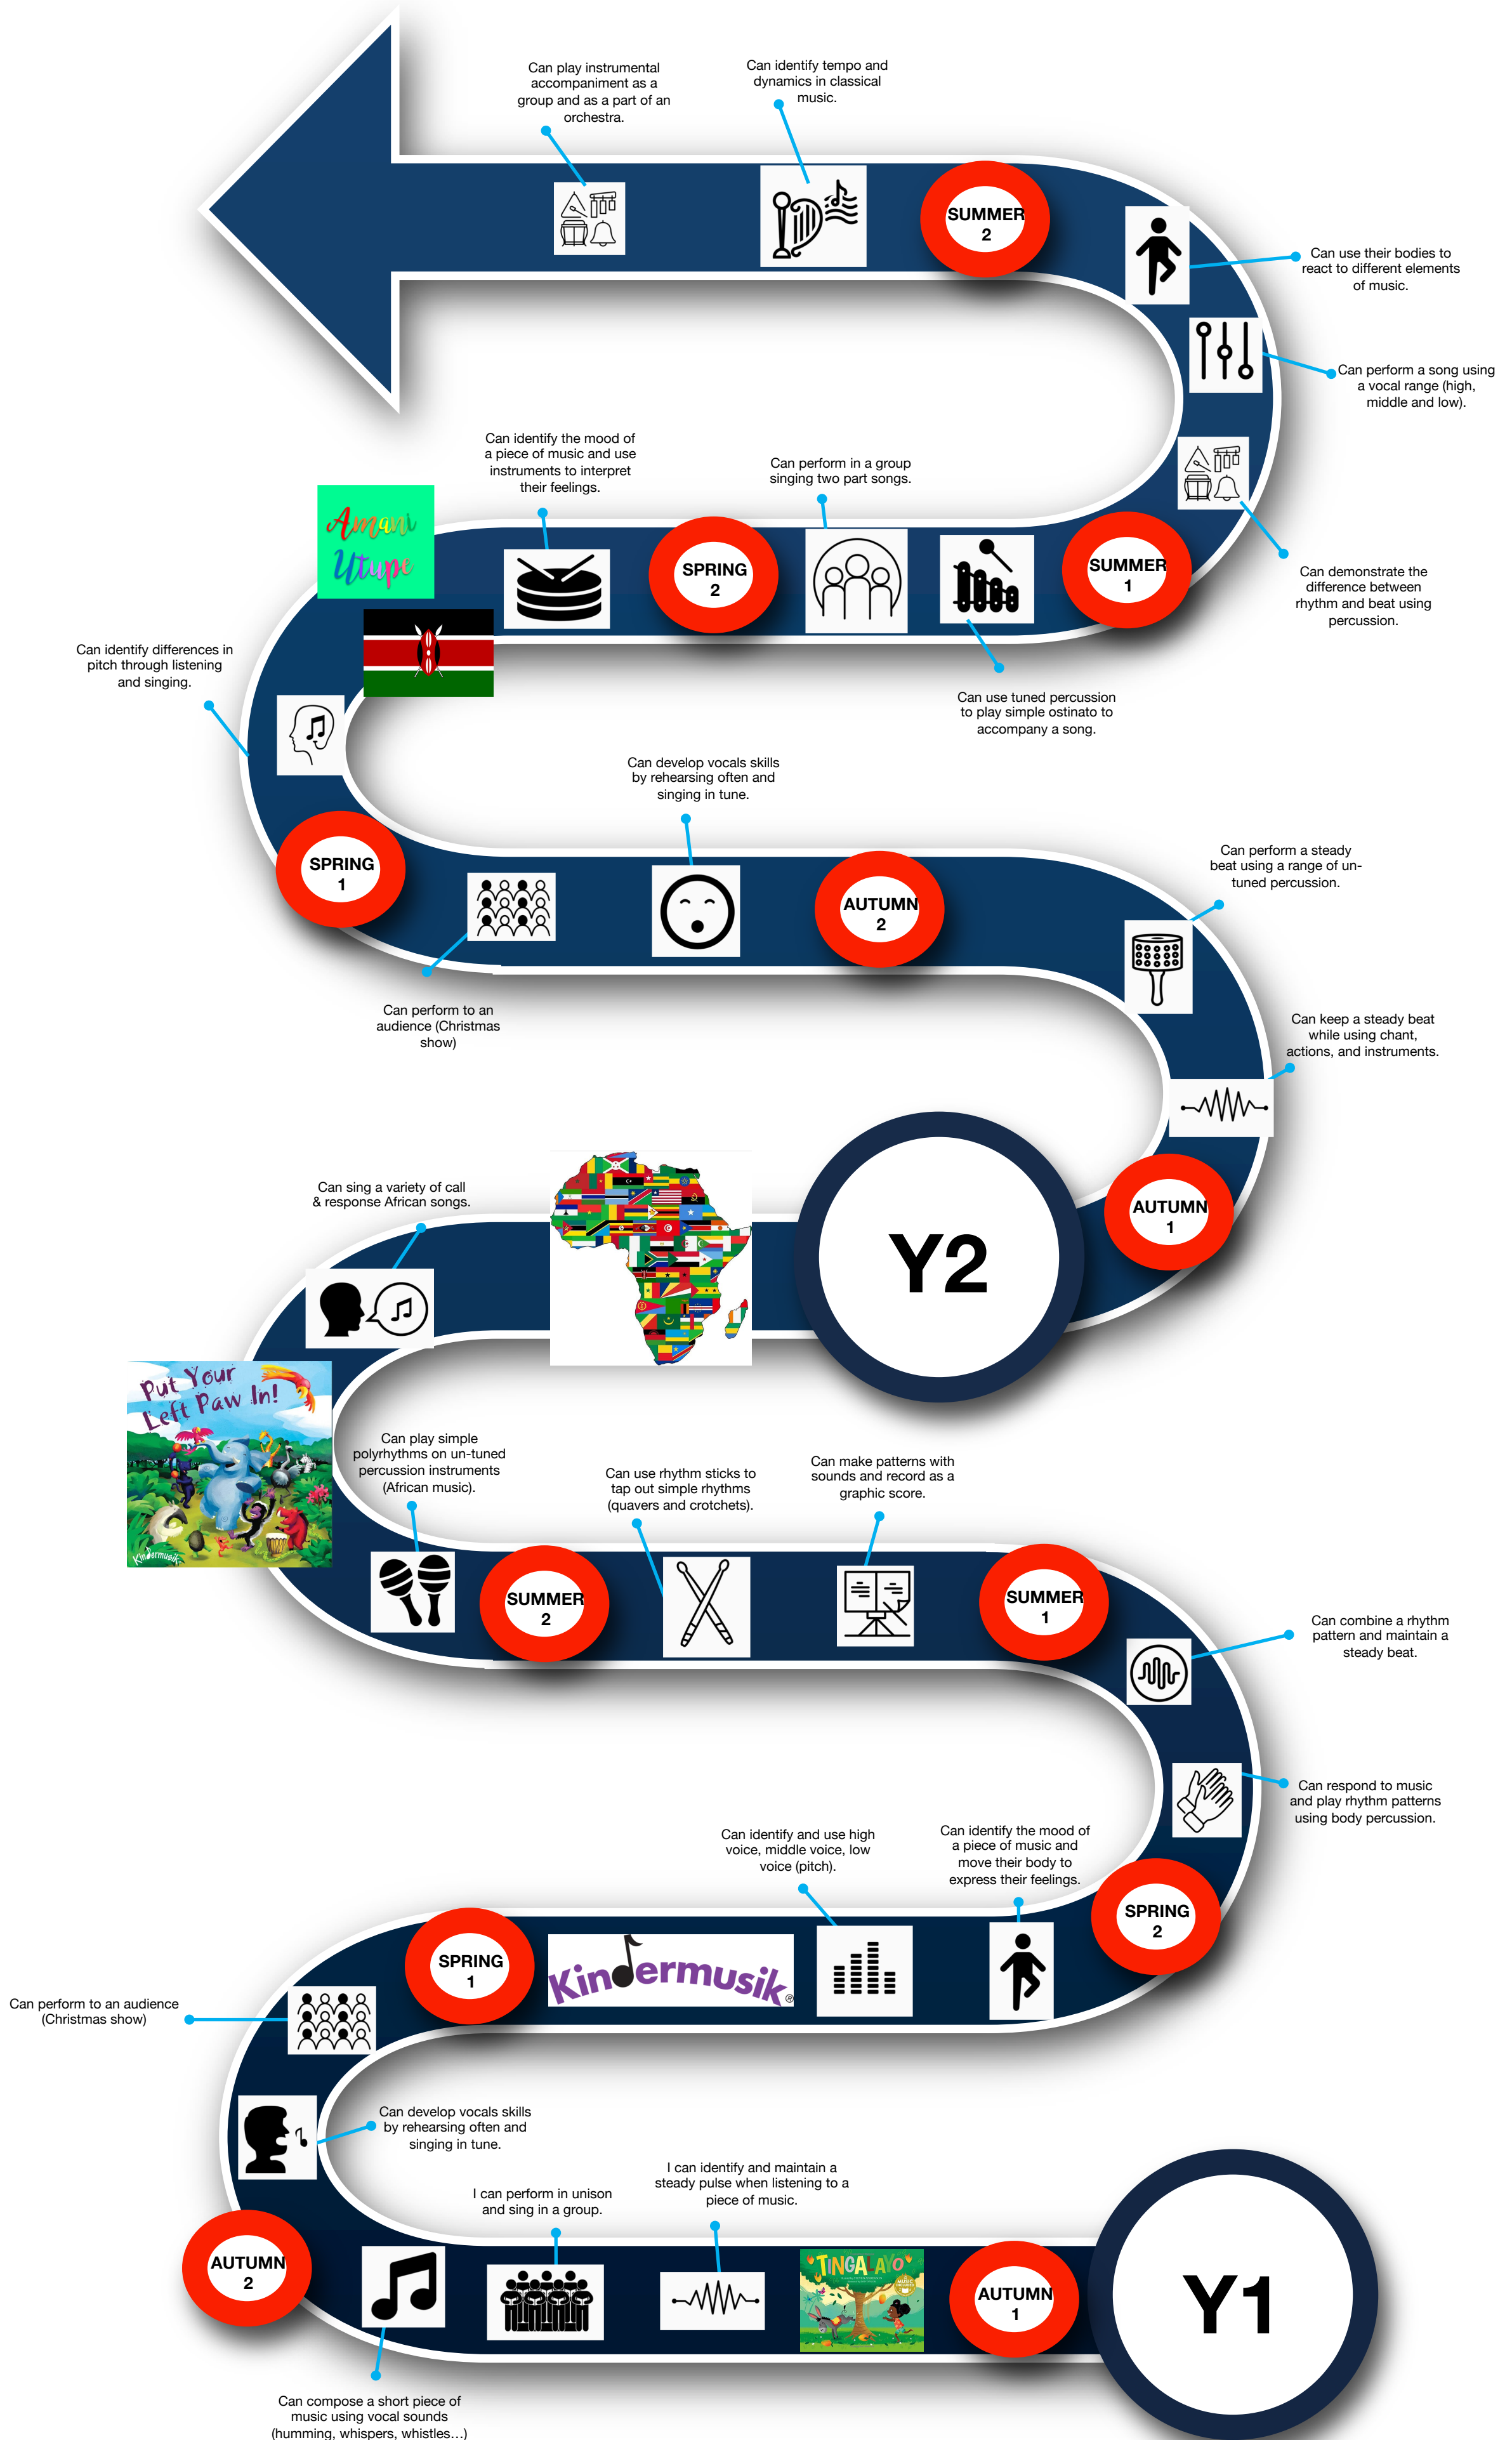 Can play instrumental
accompaniment as a
group and as a part of an
orchestra.
Can identify tempo and
dynamics in classical
music.
SUMMER
2
Can use their bodies to
react to different elements
of music.
Can perform a song using
a vocal range (high,
middle and low).
Can demonstrate the
difference between
rhythm and beat using
percussion.
SUMMER
1
Can use tuned percussion
to play simple ostinato to
accompany a song.
Can perform in a group
singing two part songs.
SPRING
2
Can identify the mood of
a piece of music and use
instruments to interpret
their feelings.
Amani
Utupe
Can identify differences in
pitch through listening
and singing.
SPRING
1
Can perform to an
audience (Christmas
show)
Can develop vocals skills
by rehearsing often and
singing in tune.
AUTUMN
2
Can perform a steady
beat using a range of un-
tuned percussion.
Can keep a steady beat
while using chant,
actions, and instruments.
AUTUMN
1
Y2
Can sing a variety of call
& response African songs.
Put Your
Left Paw In!
Kindermusik
Can play simple
polyrhythms on un-tuned
percussion instruments
(African music).
SUMMER
2
Can use rhythm sticks to
tap out simple rhythms
(quavers and crotchets).
Can make patterns with
sounds and record as a
graphic score.
SUMMER
1
Can combine a rhythm
pattern and maintain a
steady beat.
Can respond to music
and play rhythm patterns
using body percussion.
SPRING
2
Can identify the mood of
a piece of music and
move their body to
express their feelings.
Can identify and use high
voice, middle voice, low
voice (pitch).
Kindermusik®
SPRING
1
Can perform to an audience
(Christmas show)
Can develop vocals skills
by rehearsing often and
singing in tune.
AUTUMN
2
Can compose a short piece of
music using vocal sounds
(humming, whispers, whistles...)
I can perform in unison
and sing in a group.
I can identify and maintain a
steady pulse when listening to a
piece of music.
TINGALAYO
AUTUMN
1
Y1